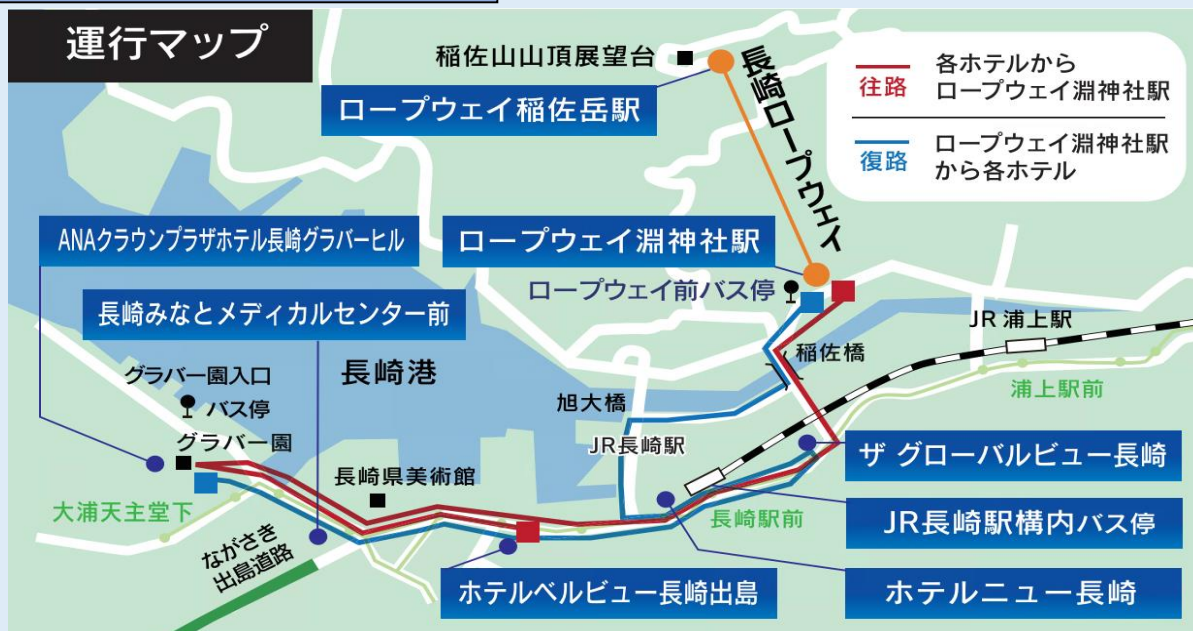 運行マップ
稲佐山山頂展望台
ロープウェイ稲佐岳駅
長崎ロープウェイ
往路
各ホテルから
ロープウェイ淵神社駅
復路
ロープウェイ淵神社駅
から各ホテル
ANAクラウンプラザホテル長崎グラバーヒル
ロープウェイ淵神社駅
ロープウェイ前バス停
長崎みなとメディカルセンター前
JR浦上駅
稲佐橋
グラバー園入口
バス停
長崎港
旭大橋
浦上駅前
グラバー園
JR長崎駅
ザ グローバルビュー長崎
長崎県美術館
大浦天主堂下
長崎駅前
JR長崎駅構内バス停
ながさき
出島道路
ホテルベルビュー長崎出島
ホテルニュー長崎